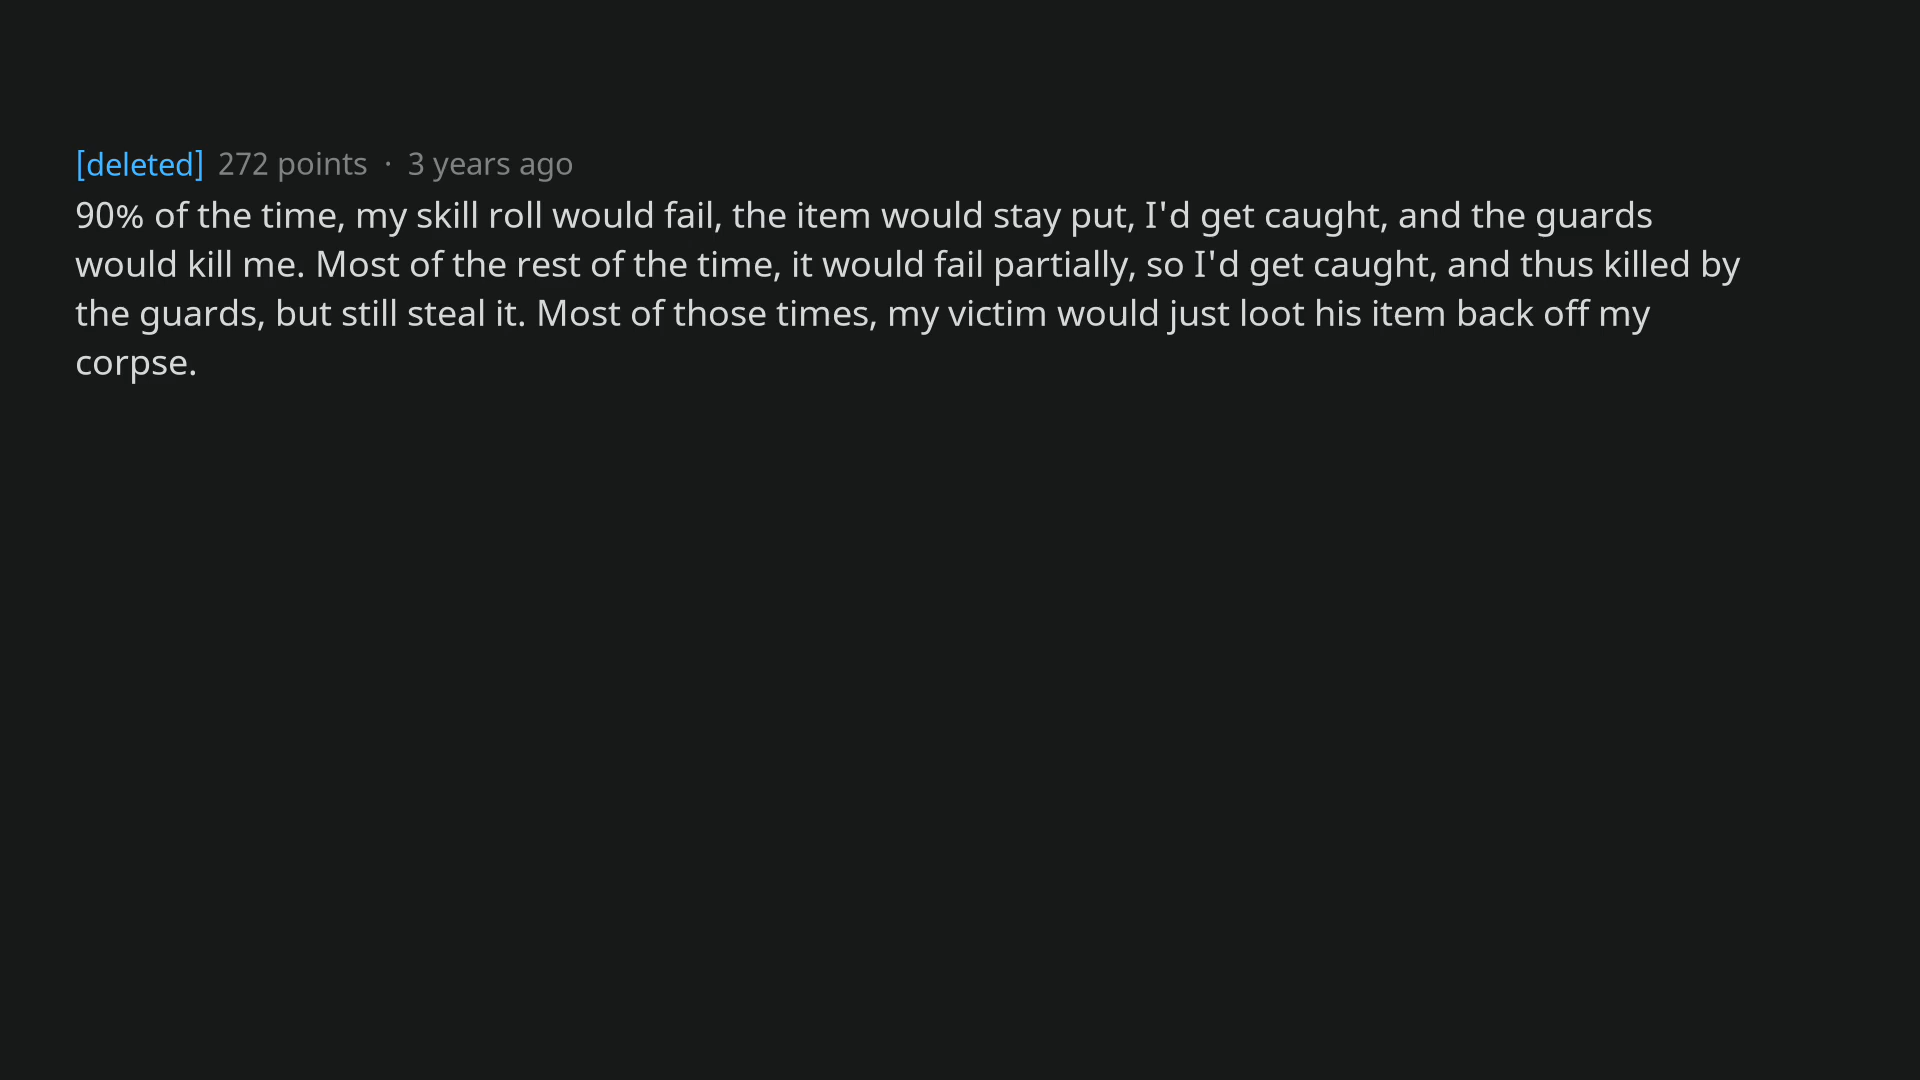 [deleted] 272 points · 3 years ago
90% of the time, my skill roll would fail, the item would stay put, I'd get caught, and the guards
would kill me. Most of the rest of the time, it would fail partially, so I'd get caught, and thus killed by
the guards, but still steal it. Most of those times, my victim would just loot his item back off my
corpse.